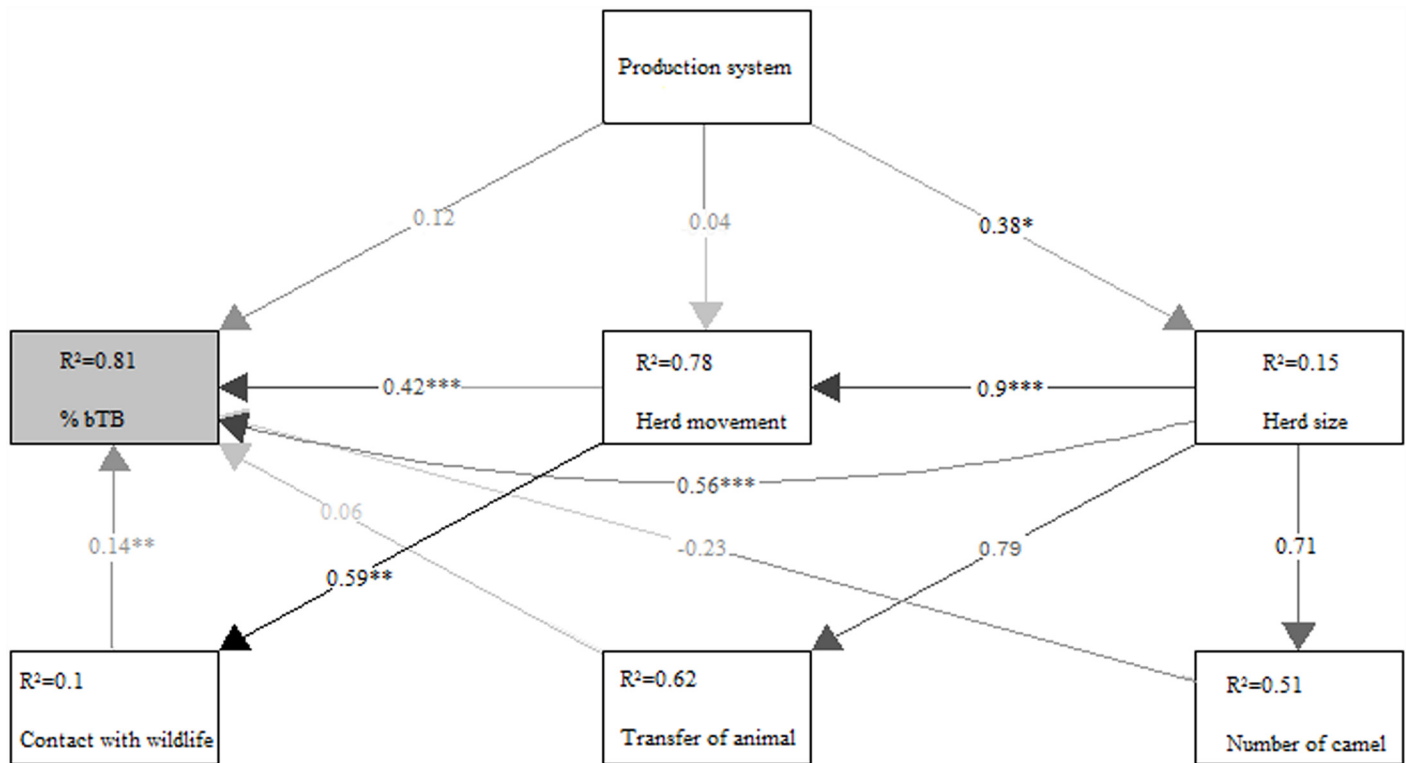 Production system
0.12
0.04
0.38*
R²=0.81
% bTB
0.42***
R²=0.78
Herd movement
0.9***
R²=0.15
Herd size
0.56***
0.06
0.14**
0.59**
-0.23
0.79
0.71
R²=0.1
Contact with wildlife
R²=0.62
Transfer of animal
R²=0.51
Number of camel